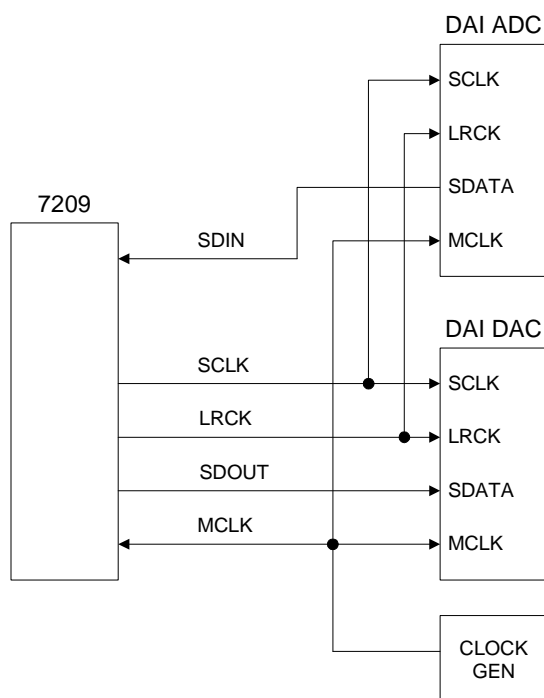 DAI ADC
SCLK
LRCK
SDATA
MCLK
7209
SDIN
SCLK
LRCK
SDOUT
MCLK
DAI DAC
SCLK
LRCK
SDATA
MCLK
CLOCK
GEN